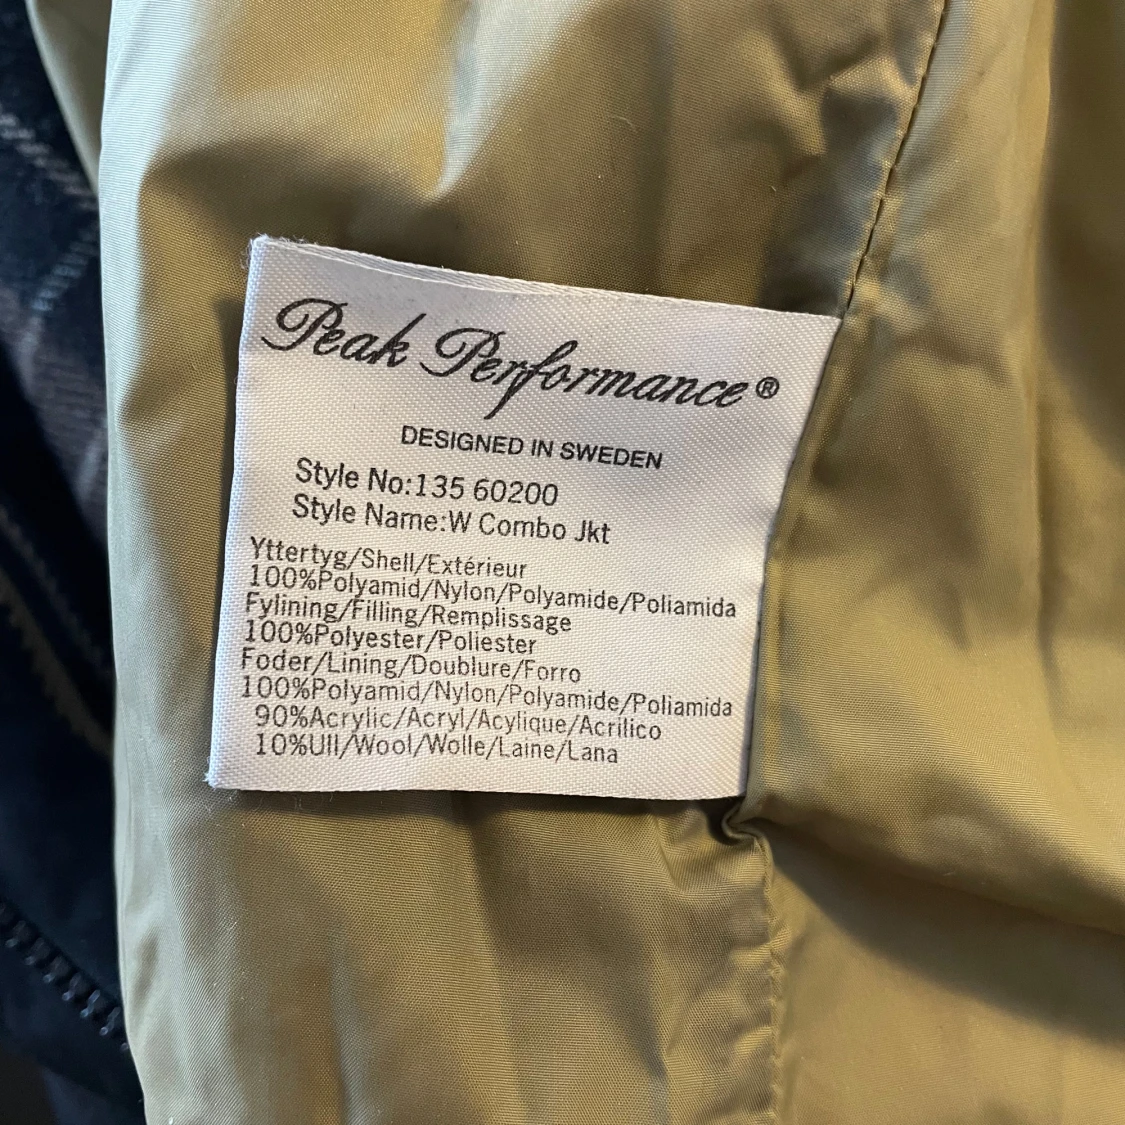 Peak Performance®
DESIGNED IN SWEDEN
Style No:135 60200
Style Name:W Combo Jkt
Yttertyg/Shell/Extérieur
100%Polyamid/Nylon/Polyamide/Poliamida
Fylining/Filling/Remplissage
100%Polyester/Poliester
Foder/Lining/Doublure/Forro
100%Polyamid/Nylon/Polyamide/Poliamida
90%Acrylic/Acryl/Acylique/Acrilico
10%Ull/Wool/Wolle/Laine/Lana